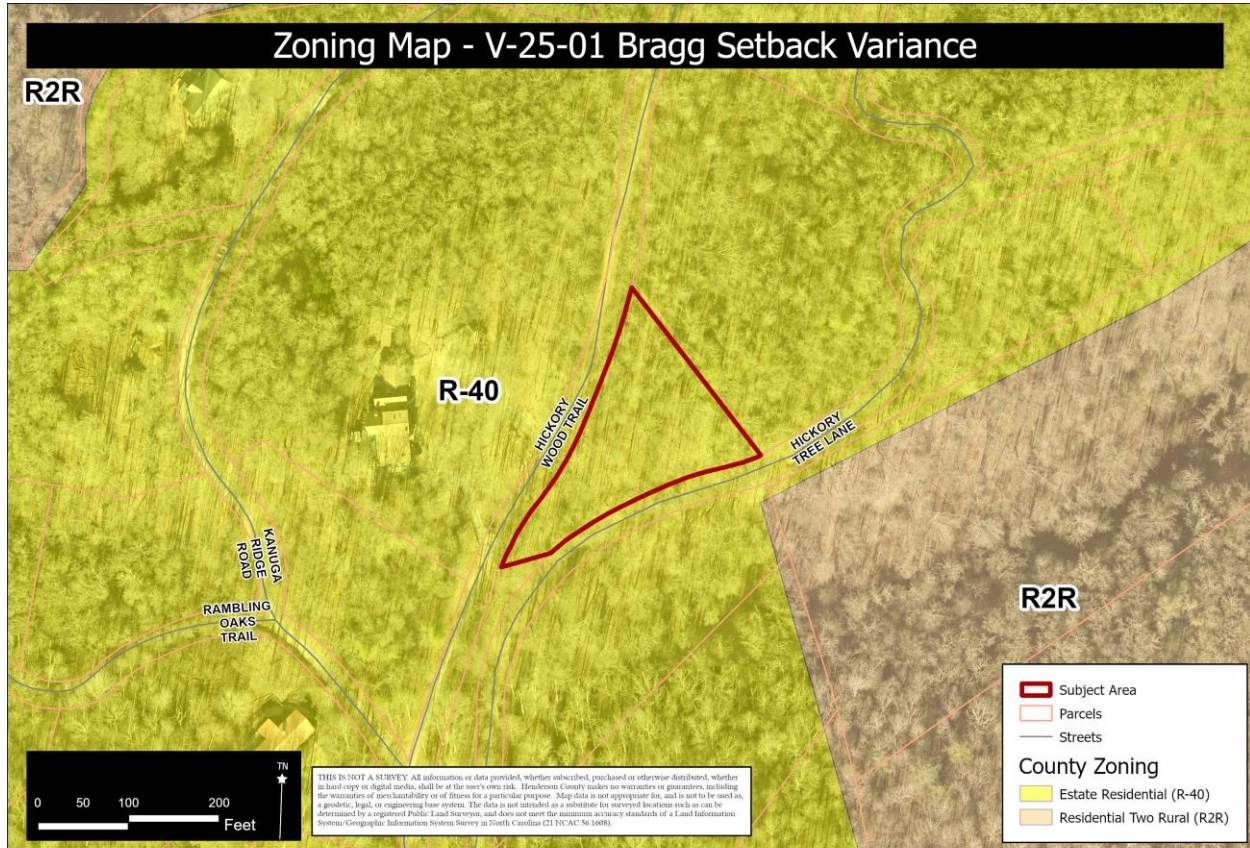 Zoning Map - V-25-01 Bragg Setback Variance
R2R
R-40
HICKORY
WOOD TRAIL
HICKORY
TREE LANE
KANUGA
RIDGE
ROAD
RAMBLING
OAKS
TRAIL
R2R
Subject Area
Parcels
Streets
County Zoning
Estate Residential (R-40)
Residential Two Rural (R2R)
TN
0 50 100 200
Feet
THIS IS NOT A SURVEY. All information or data provided, whether subscribed, purchased or otherwise distributed, whether
in hard copy or digital media, shall be at the user's own risk. Henderson County makes no warranties or guarantees, including
the warranties of merchantability or of fitness for a particular purpose. Map data is not appropriate for, and is not to be used as,
a geodetic, legal, or engineering base system. The data is not intended as a substitute for surveyed locations such as can be
determined by a registered Public Land Surveyor, and does not meet the minimum accuracy standards of a Land Information
System/Geographic Information System Survey in North Carolina (21 NCAC 56.1608).